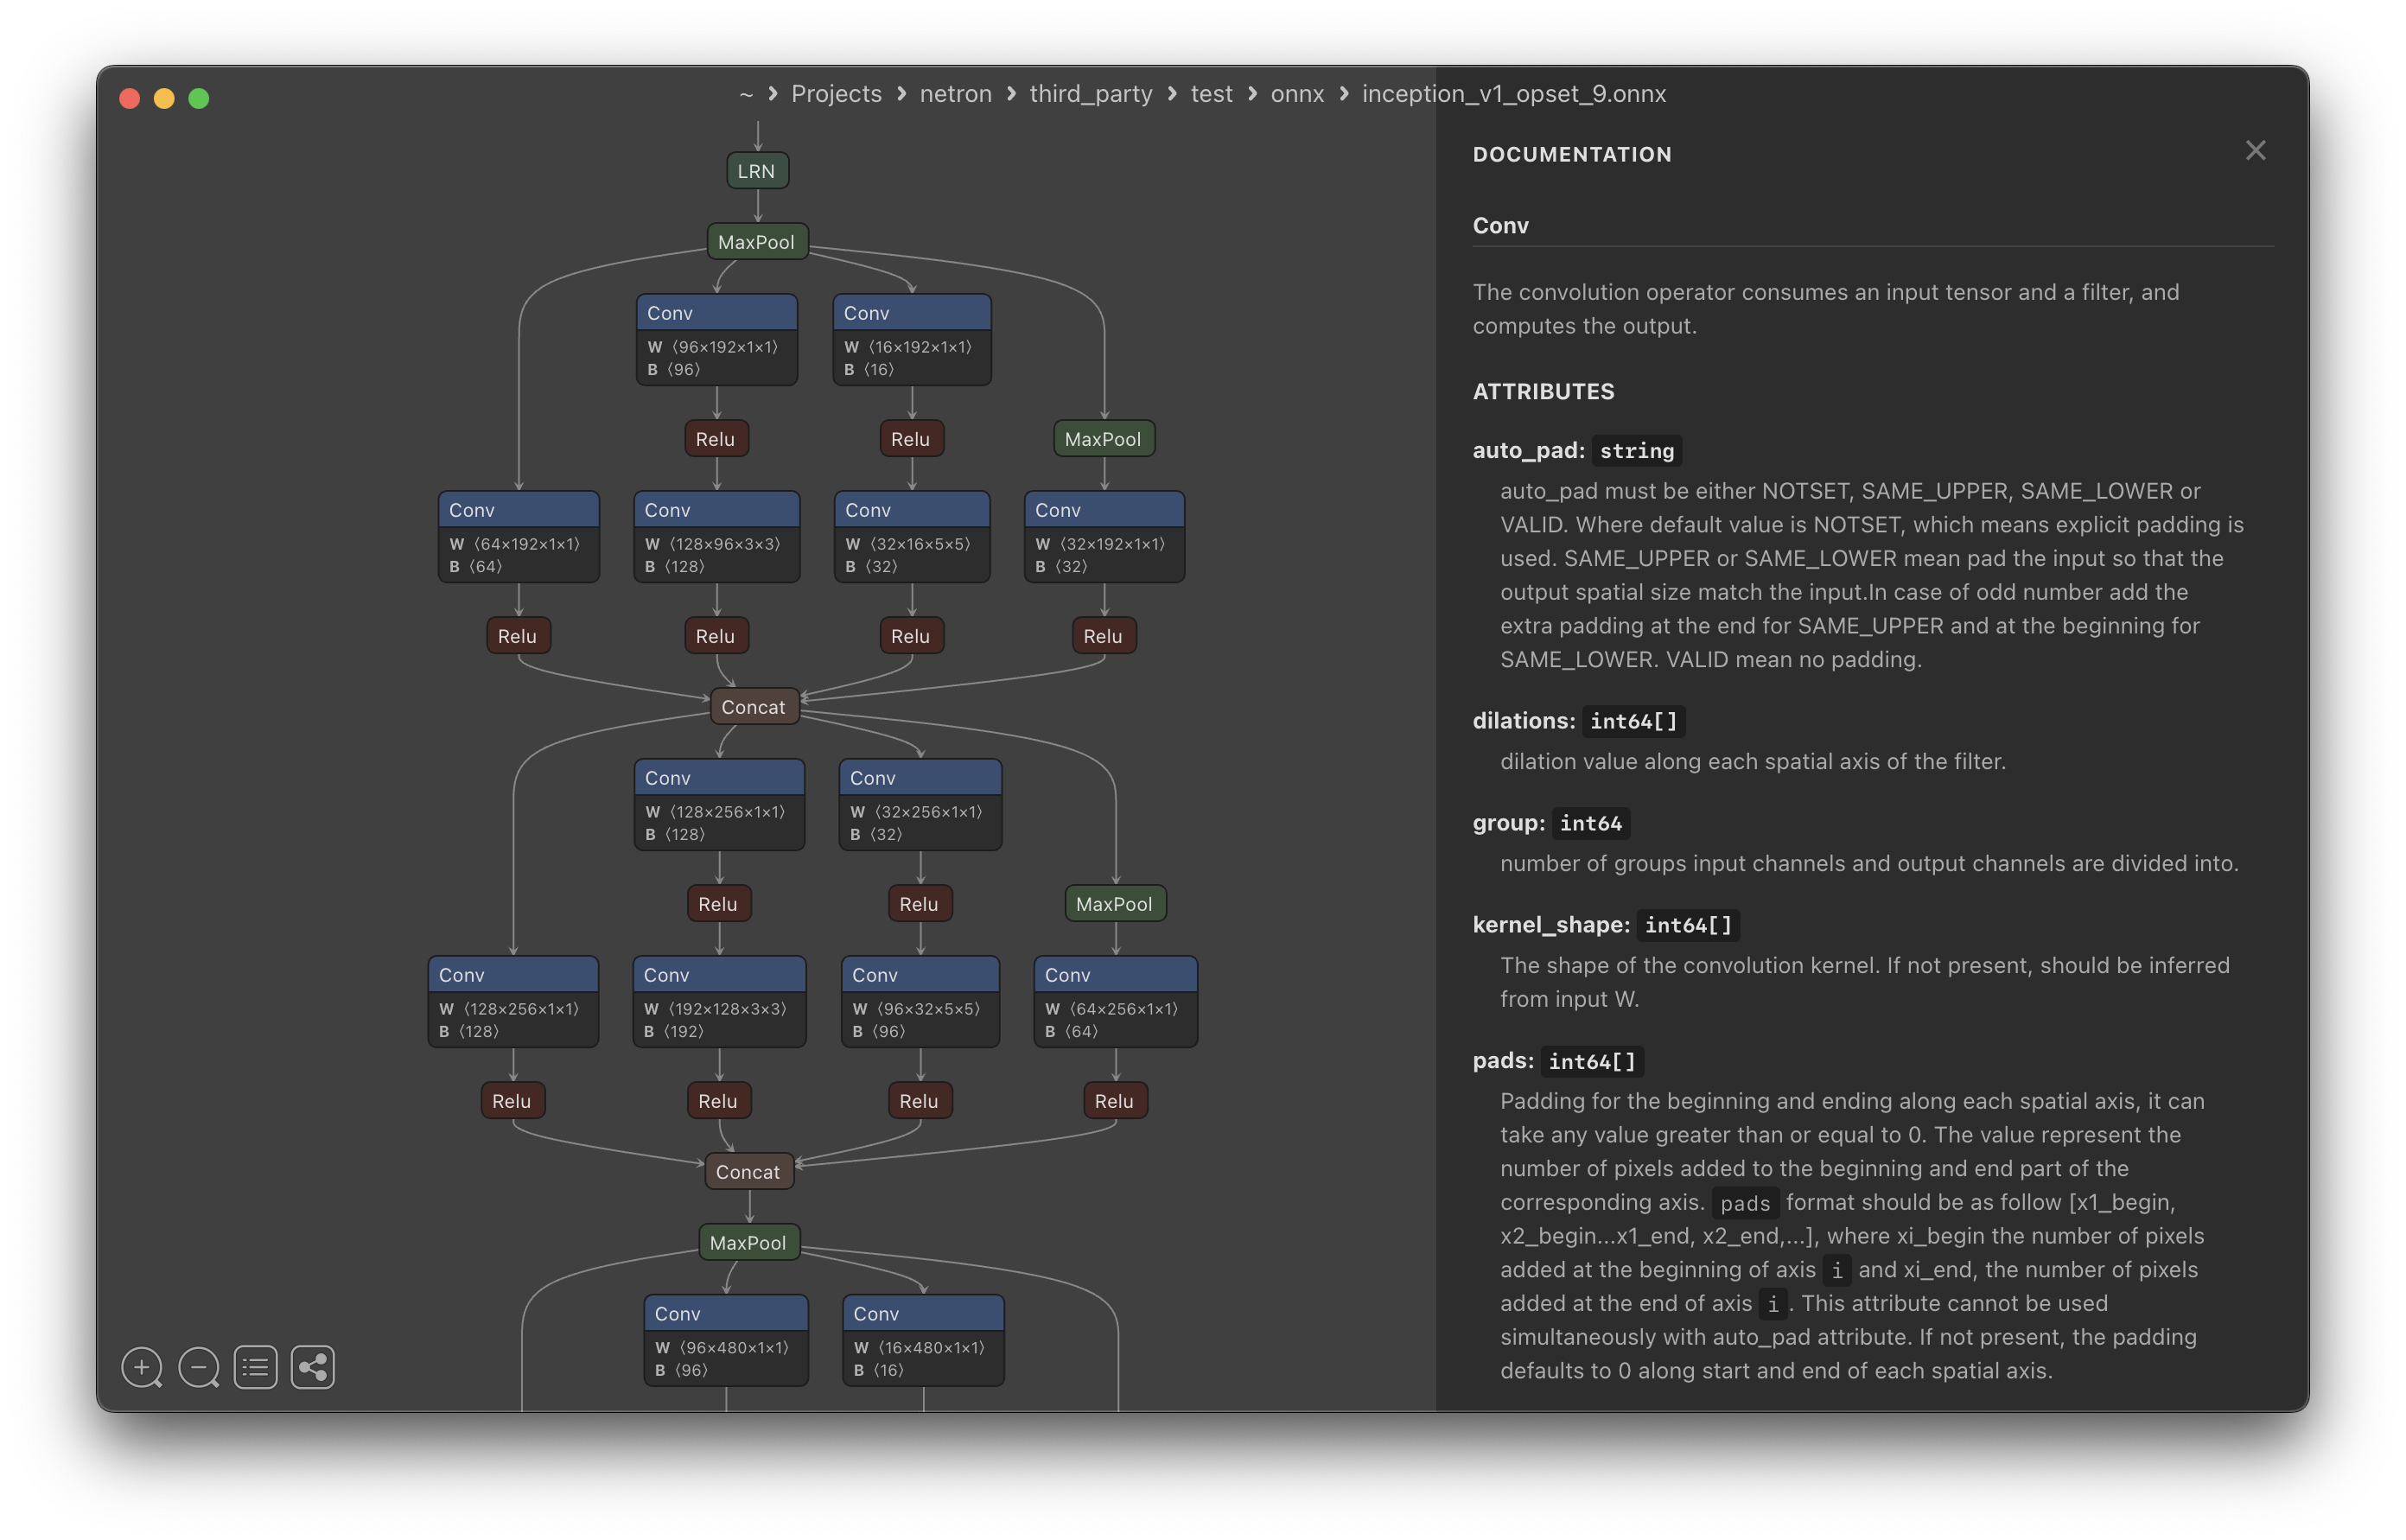 ~ › Projects › netron › third_party › test › onnx › inception_v1_opset_9.onnx
LRN
MaxPool
Conv
W ⟨96×192×1×1⟩
B ⟨96⟩
Conv
W ⟨16×192×1×1⟩
B ⟨16⟩
Relu
Relu
MaxPool
Conv
W ⟨64×192×1×1⟩
B ⟨64⟩
Conv
W ⟨128×96×3×3⟩
B ⟨128⟩
Conv
W ⟨32×16×5×5⟩
B ⟨32⟩
Conv
W ⟨32×192×1×1⟩
B ⟨32⟩
Relu
Relu
Relu
Relu
Concat
Conv
W ⟨128×256×1×1⟩
B ⟨128⟩
Conv
W ⟨32×256×1×1⟩
B ⟨32⟩
Relu
Relu
MaxPool
Conv
W ⟨128×256×1×1⟩
B ⟨128⟩
Conv
W ⟨192×128×3×3⟩
B ⟨192⟩
Conv
W ⟨96×32×5×5⟩
B ⟨96⟩
Conv
W ⟨64×256×1×1⟩
B ⟨64⟩
Relu
Relu
Relu
Relu
Concat
MaxPool
Conv
W ⟨96×480×1×1⟩
B ⟨96⟩
Conv
W ⟨16×480×1×1⟩
B ⟨16⟩
DOCUMENTATION
Conv
The convolution operator consumes an input tensor and a filter, and
computes the output.
ATTRIBUTES
auto_pad: string
auto_pad must be either NOTSET, SAME_UPPER, SAME_LOWER or
VALID. Where default value is NOTSET, which means explicit padding is
used. SAME_UPPER or SAME_LOWER mean pad the input so that the
output spatial size match the input.In case of odd number add the
extra padding at the end for SAME_UPPER and at the beginning for
SAME_LOWER. VALID mean no padding.
dilations: int64[]
dilation value along each spatial axis of the filter.
group: int64
number of groups input channels and output channels are divided into.
kernel_shape: int64[]
The shape of the convolution kernel. If not present, should be inferred
from input W.
pads: int64[]
Padding for the beginning and ending along each spatial axis, it can
take any value greater than or equal to 0. The value represent the
number of pixels added to the beginning and end part of the
corresponding axis. pads format should be as follow [x1_begin,
x2_begin...x1_end, x2_end,...], where xi_begin the number of pixels
added at the beginning of axis i and xi_end, the number of pixels
added at the end of axis i. This attribute cannot be used
simultaneously with auto_pad attribute. If not present, the padding
defaults to 0 along start and end of each spatial axis.